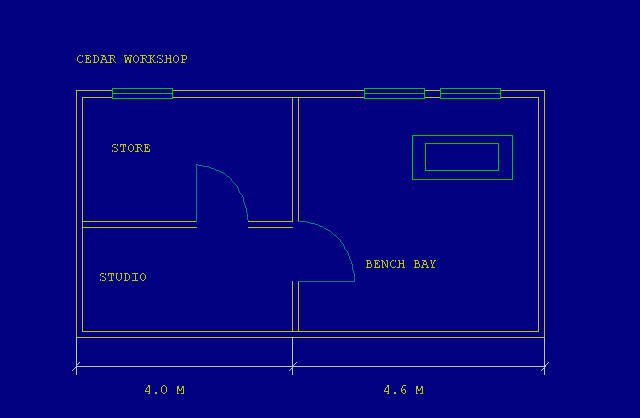 CEDAR WORKSHOP
STORE
BENCH BAY
STUDIO
4.0 M
4.6 M